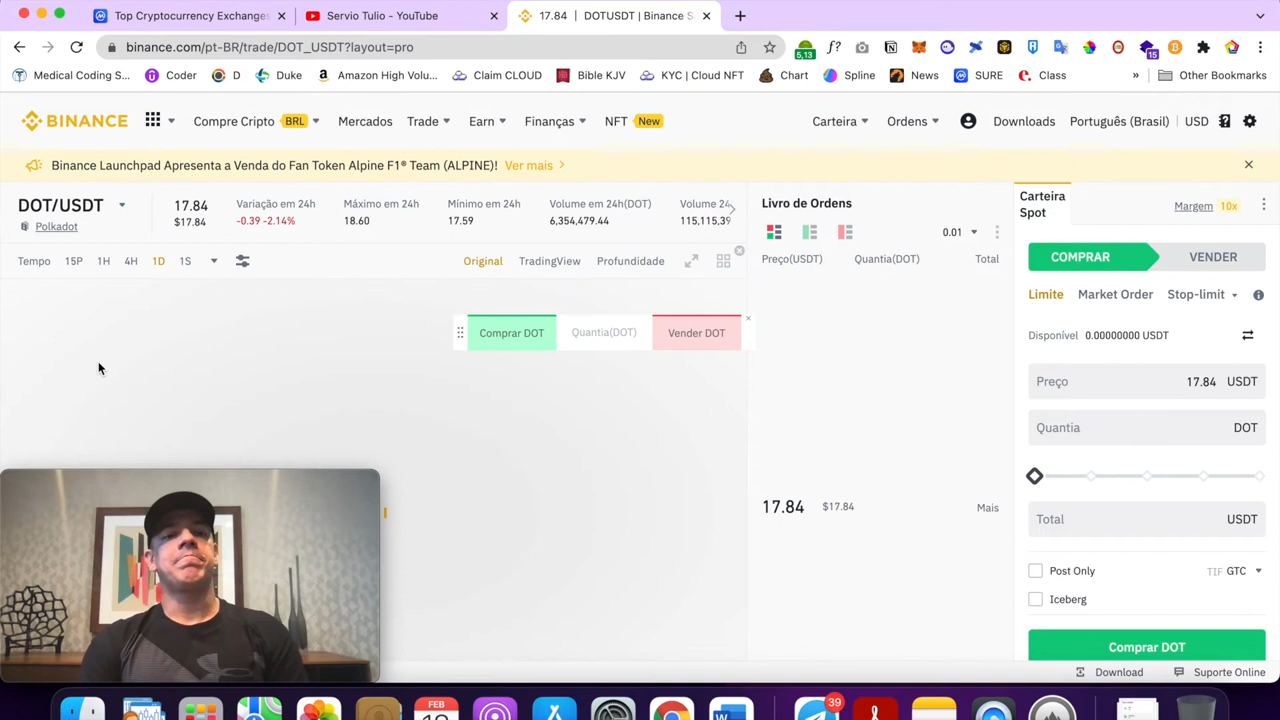 Top Cryptocurrency Exchange
Servio Tulio - YouTube
17.84 | DOTUSDT | Binance S
binance.com/pt-BR/trade/DOT_USDT?layout=pro
5,13
f?
15
Medical Coding S...
Coder
D
Duke
Amazon High Volu...
Claim CLOUD
Bible KJV
KYC | Cloud NFT
Chart
Spline
News
SURE
Class
»
Other Bookmarks
BINANCE
Compre Cripto BRL
Mercados
Trade
Earn
Finanças
NFT New
Carteira
Ordens
Downloads
Português (Brasil)
USD
Binance Launchpad Apresenta a Venda do Fan Token Alpine F1® Team (ALPINE)! Ver mais
DOT/USDT
Polkadot
17.84
$17.84
Variação em 24h
-0.39 -2.14%
Máximo em 24h
18.60
Mínimo em 24h
17.59
Volume em 24h(DOT)
6,354,479.44
Volume 24
115,115,39
Tempo 15P 1H 4H 1D 1S
Original TradingView Profundidade
Comprar DOT
Quantia(DOT)
Vender DOT
Livro de Ordens
0.01
Preço(USDT) Quantia(DOT) Total
17.84 $17.84 Mais
Carteira
Spot
Margem 10x
COMPRAR VENDER
Limite Market Order Stop-limit
Disponível 0.00000000 USDT
Preço 17.84 USDT
Quantia DOT
Total USDT
Post Only TIF GTC
Iceberg
Comprar DOT
Download Suporte Online
FEB
39